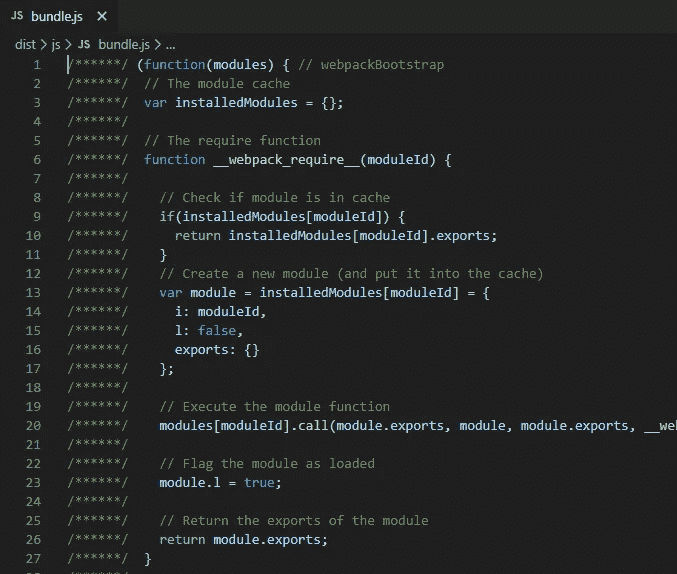 JS bundle.js ×
dist > js > JS bundle.js > ...
1 /******/ (function(modules) { // webpackBootstrap
2 /******/ // The module cache
3 /******/ var installedModules = {};
4 /******/
5 /******/ // The require function
6 /******/ function __webpack_require__(moduleId) {
7 /******/
8 /******/ // Check if module is in cache
9 /******/ if(installedModules[moduleId]) {
10 /******/ return installedModules[moduleId].exports;
11 /******/ }
12 /******/ // Create a new module (and put it into the cache)
13 /******/ var module = installedModules[moduleId] = {
14 /******/ i: moduleId,
15 /******/ l: false,
16 /******/ exports: {}
17 /******/ };
18 /******/
19 /******/ // Execute the module function
20 /******/ modules[moduleId].call(module.exports, module, module.exports, __we
21 /******/
22 /******/ // Flag the module as loaded
23 /******/ module.l = true;
24 /******/
25 /******/ // Return the exports of the module
26 /******/ return module.exports;
27 /******/ }